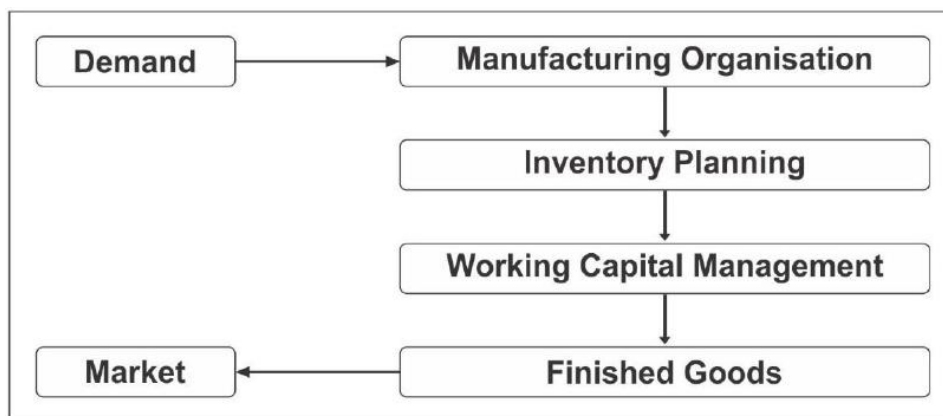 Demand
Manufacturing Organisation
Inventory Planning
Working Capital Management
Market
Finished Goods